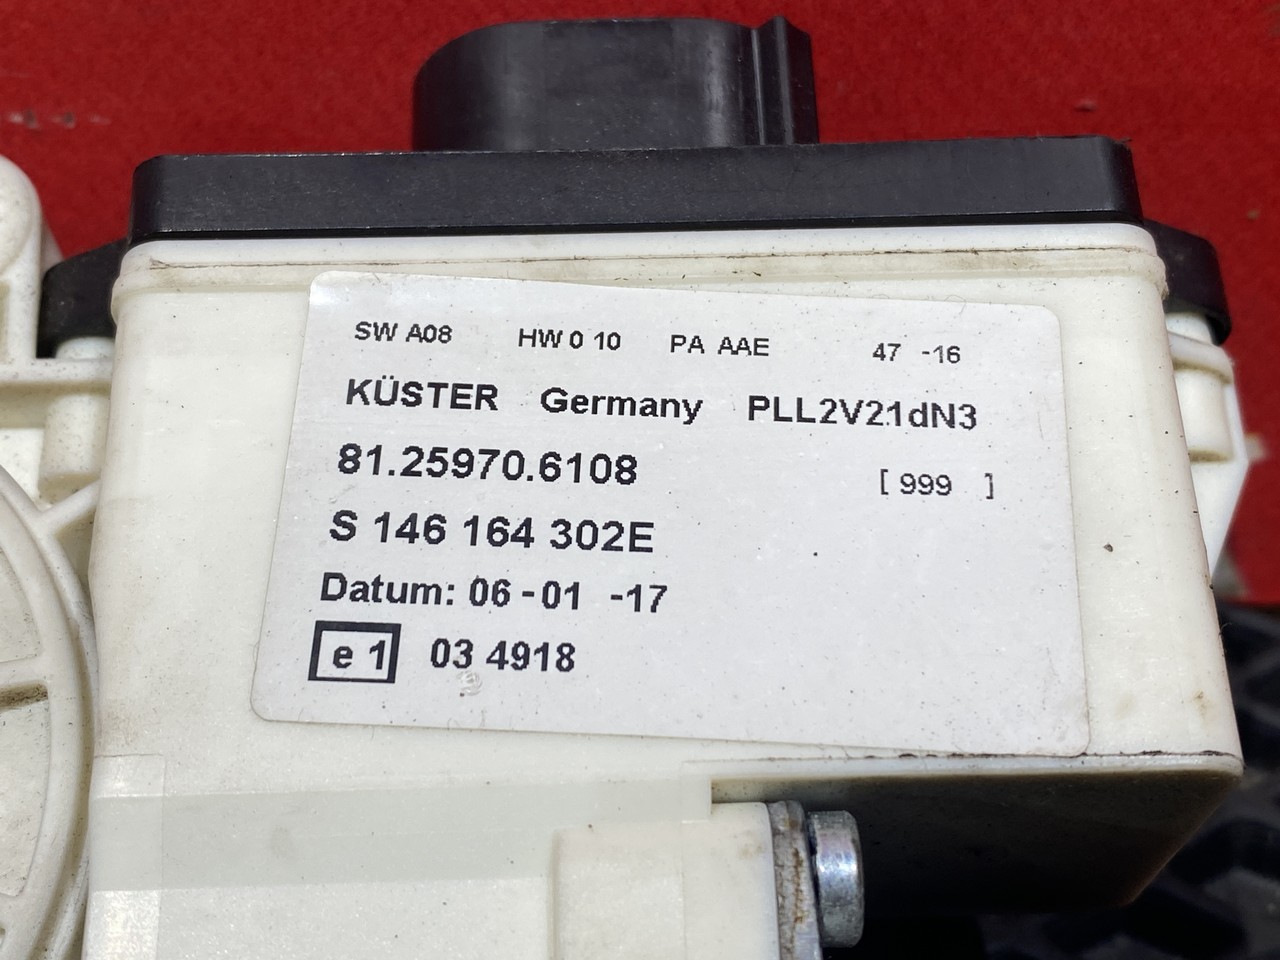 SW A08 HW 0 10 PA AAE 47 -16
KÜSTER Germany PLL2V21dN3
81.25970.6108 [ 999 ]
S 146 164 302E
Datum: 06 - 01 -17
e 1 03 4918